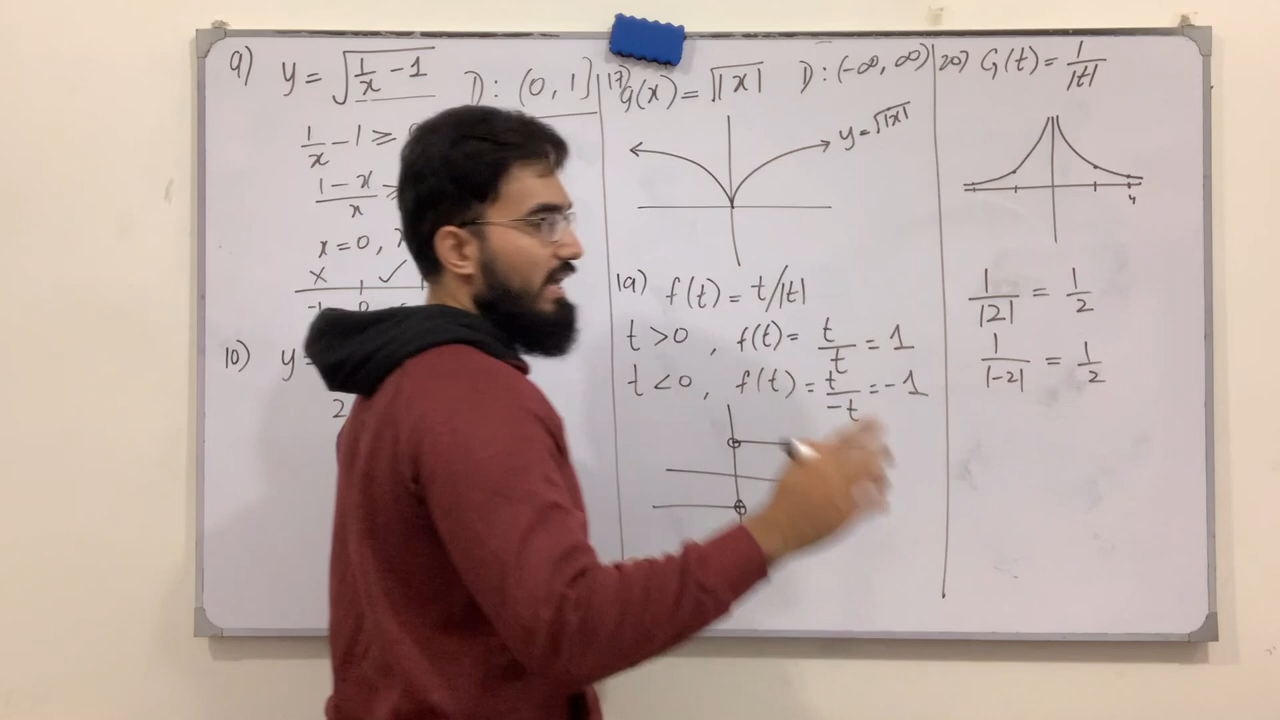 9) y = √(1/x - 1) D: (0, 1]
1/x - 1 ≥
(1 - x)/x ≥
x = 0,
x ✓
-1 0
10) y =
2
17) g(x) = √|x| D: (-∞, ∞)
y = √|x|
19) f(t) = t/|t|
t > 0 , f(t) = t/t = 1
t < 0 , f(t) = t/-t = -1
20) G(t) = 1/|t|
4
1/|2| = 1/2
1/|-2| = 1/2